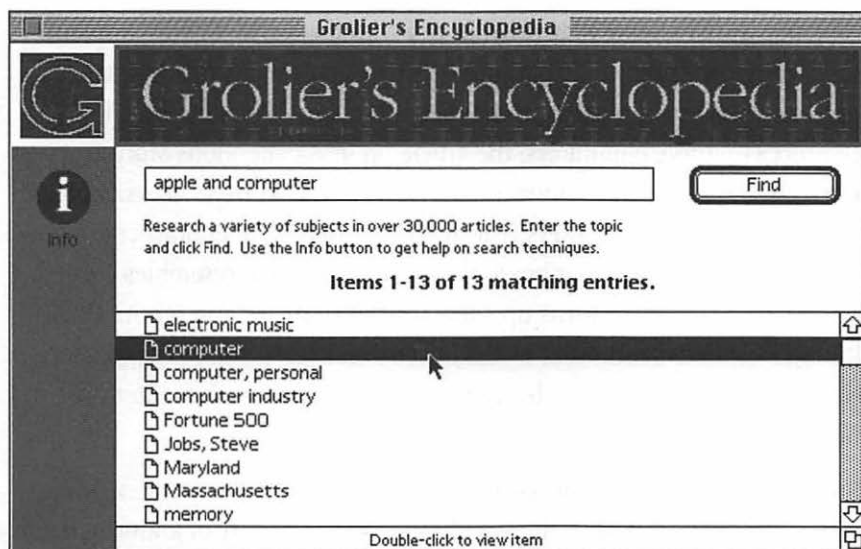 Grolier's Encyclopedia
Grolier's Encyclopedia
apple and computer
Find
Info
Research a variety of subjects in over 30,000 articles. Enter the topic
and click Find. Use the Info button to get help on search techniques.
Items 1-13 of 13 matching entries.
electronic music
computer
computer, personal
computer industry
Fortune 500
Jobs, Steve
Maryland
Massachusetts
memory
Double-click to view item